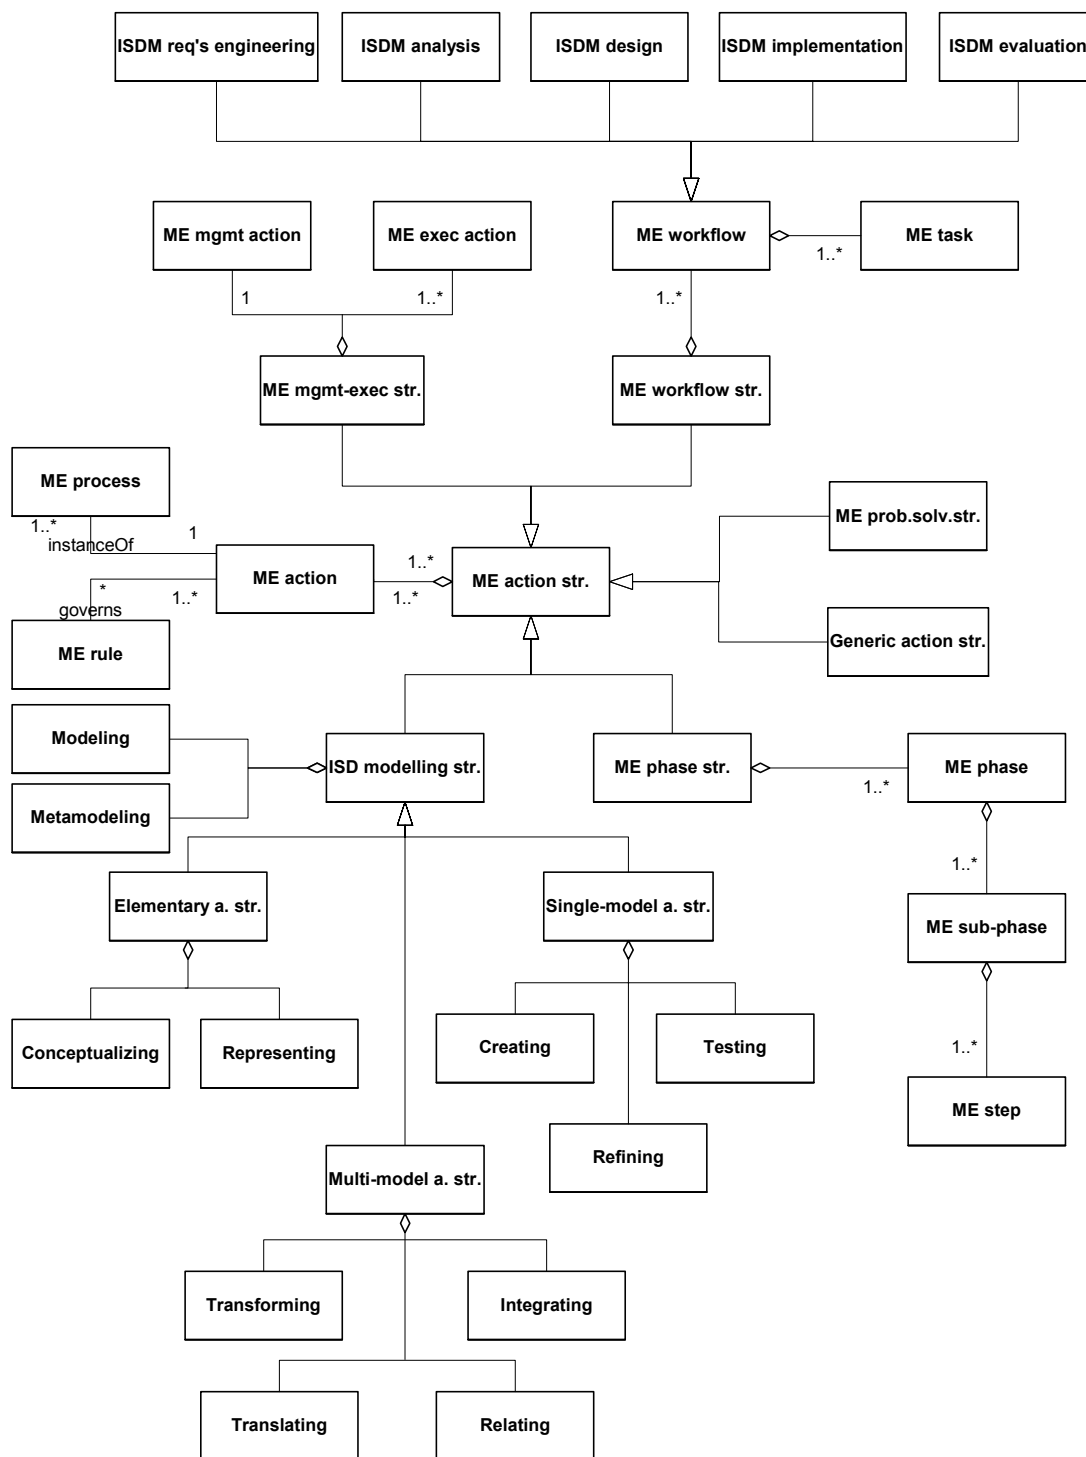 ISDM req's engineering
ISDM analysis
ISDM design
ISDM implementation
ISDM evaluation
ME mgmt action
ME exec action
ME workflow
ME task
1..*
1
1..*
1..*
ME mgmt-exec str.
ME workflow str.
ME process
ME prob.solv.str.
1..*
1
instanceOf
1..*
ME action
ME action str.
*
1..*
1..*
governs
ME rule
Generic action str.
Modeling
ISD modelling str.
ME phase str.
ME phase
1..*
Metamodeling
1..*
Elementary a. str.
Single-model a. str.
ME sub-phase
Conceptualizing
Representing
Creating
Testing
1..*
ME step
Refining
Multi-model a. str.
Transforming
Integrating
Translating
Relating